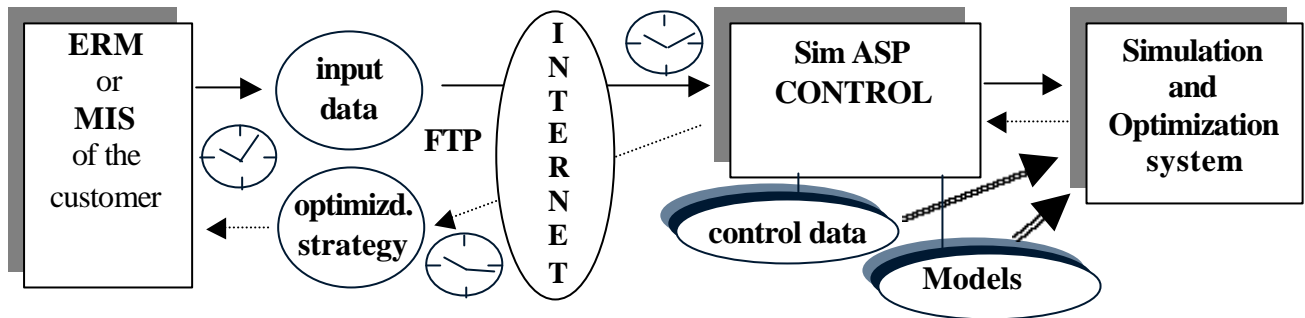 ERM
or
MIS
of the
customer
input
data
optimizd.
strategy
FTP
INTERNET
Sim ASP
CONTROL
control data
Models
Simulation
and
Optimization
system